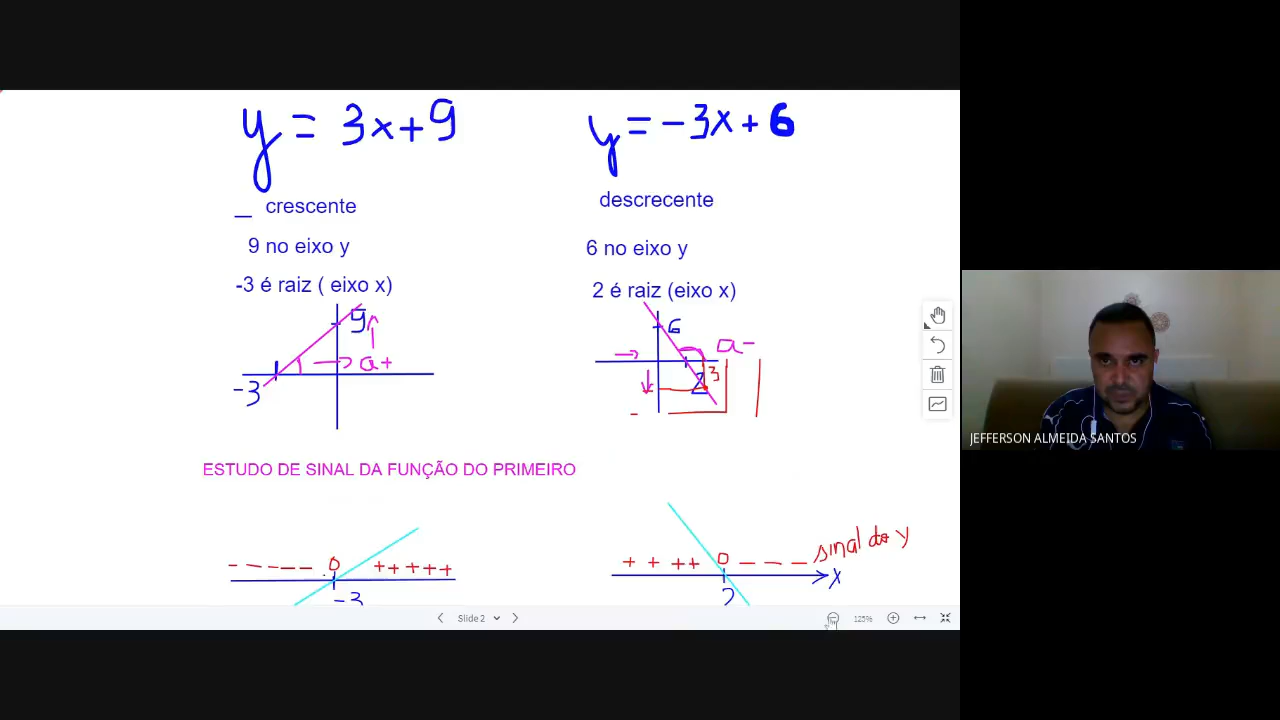 y = 3x+9
y = -3x + 6
_ crescente
descrecente
9 no eixo y
6 no eixo y
-3 é raiz ( eixo x)
2 é raiz (eixo x)
9
a+
-3
6
a-
2
3
-
JEFFERSON ALMEIDA SANTOS
ESTUDO DE SINAL DA FUNÇÃO DO PRIMEIRO
- - - - - 0 + + + + +
-3
+ + + + 0 - - - sinal do y
x
2
Slide 2
125%